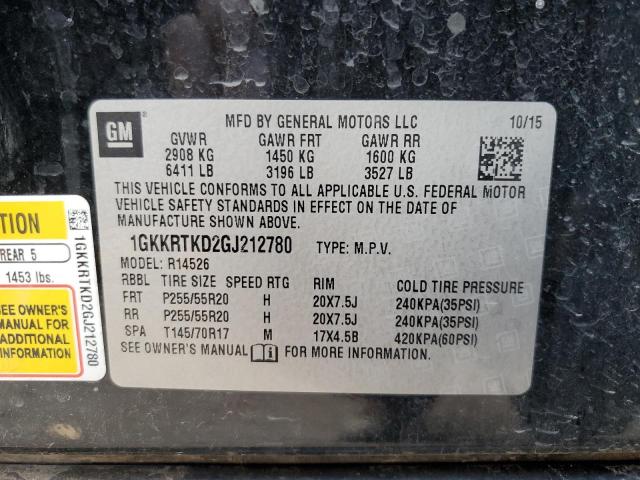 GM
MFD BY GENERAL MOTORS LLC 10/15
GVWR GAWR FRT GAWR RR
2908 KG 1450 KG 1600 KG
6411 LB 3196 LB 3527 LB
THIS VEHICLE CONFORMS TO ALL APPLICABLE U.S. FEDERAL MOTOR
VEHICLE SAFETY STANDARDS IN EFFECT ON THE DATE OF
MANUFACTURE SHOWN ABOVE.
1GKKRTKD2GJ212780 TYPE: M.P.V.
MODEL: R14526
RBBL TIRE SIZE SPEED RTG RIM COLD TIRE PRESSURE
FRT P255/55R20 H 20X7.5J 240KPA(35PSI)
RR P255/55R20 H 20X7.5J 240KPA(35PSI)
SPA T145/70R17 M 17X4.5B 420KPA(60PSI)
SEE OWNER'S MANUAL FOR MORE INFORMATION.
TION
REAR 5
1453 lbs.
SEE OWNER'S
MANUAL FOR
ADDITIONAL
INFORMATION
1GKKRTKD2GJ212780